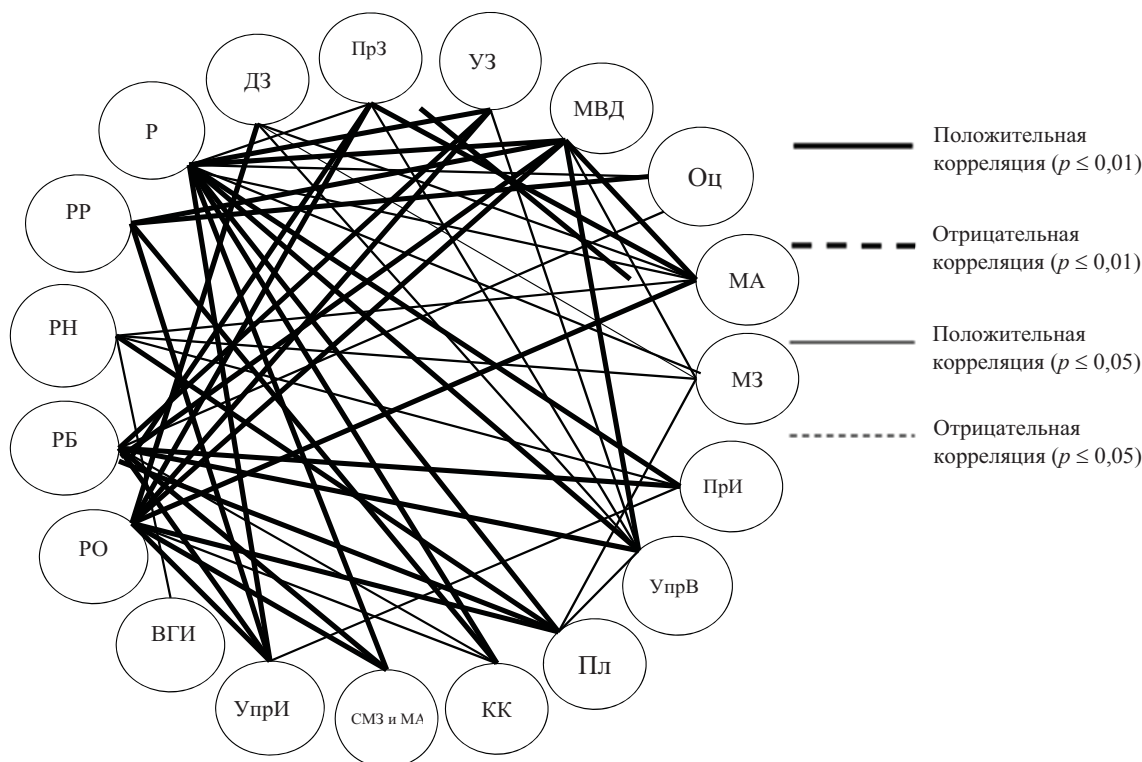 ПрЗ
УЗ
ДЗ
МВД
Р
Оц
РР
МА
РН
МЗ
РБ
ПрИ
РО
УпрВ
ВГИ
Пл
УпрИ
СМЗ и МА
КК
Положительная
корреляция (p ≤ 0,01)
Отрицательная
корреляция (p ≤ 0,01)
Положительная
корреляция (p ≤ 0,05)
Отрицательная
корреляция (p ≤ 0,05)